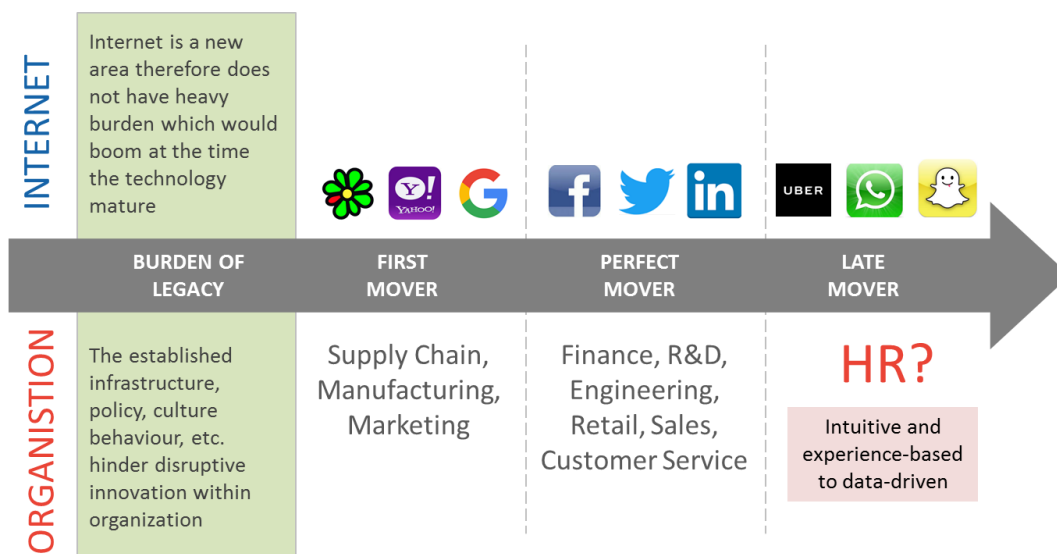 INTERNET
Internet is a new
area therefore does
not have heavy
burden which would
boom at the time
the technology
mature
Y!
YAHOO!
G
f
in
UBER
BURDEN OF
LEGACY
FIRST
MOVER
PERFECT
MOVER
LATE
MOVER
ORGANISTION
The established
infrastructure,
policy, culture
behaviour, etc.
hinder disruptive
innovation within
organization
Supply Chain,
Manufacturing,
Marketing
Finance, R&D,
Engineering,
Retail, Sales,
Customer Service
HR?
Intuitive and
experience-based
to data-driven